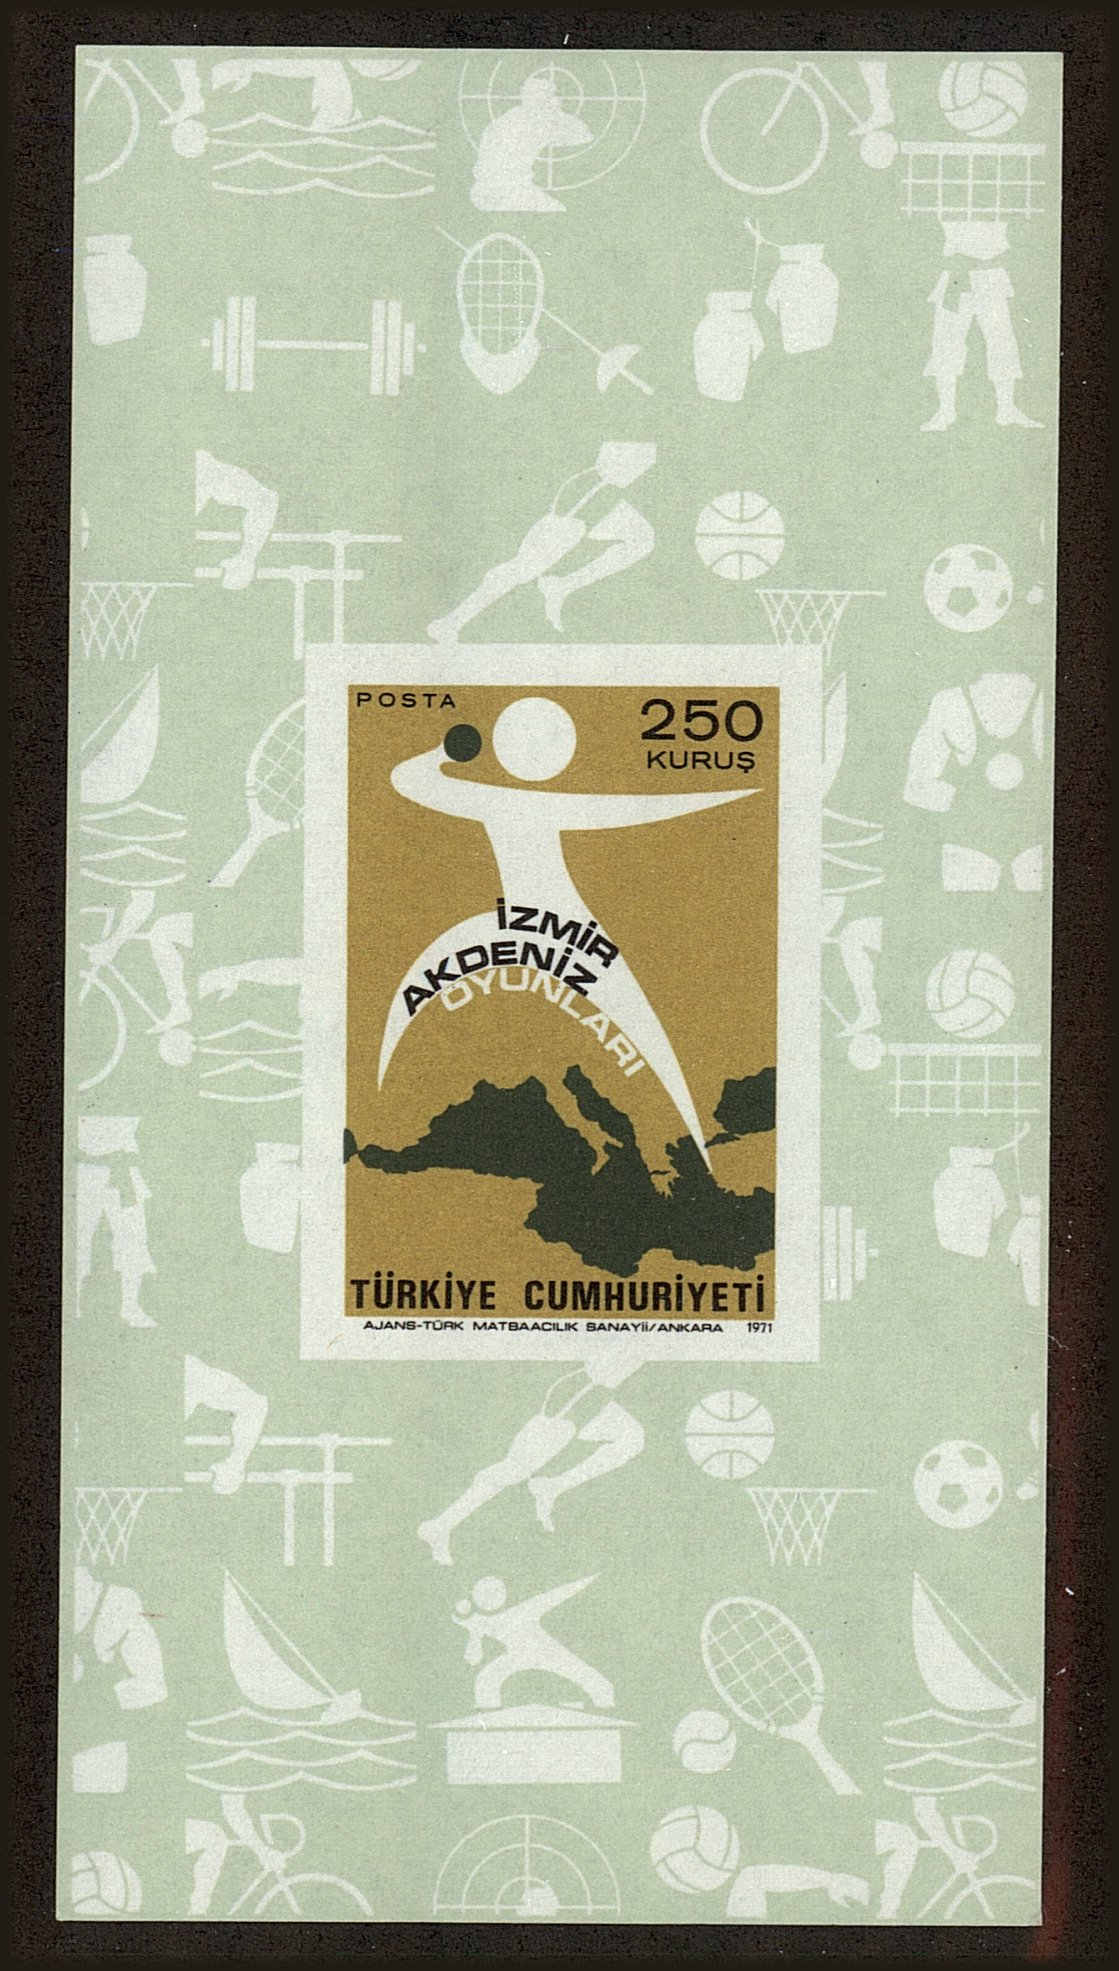 POSTA
250
KURUŞ
İZMİR
AKDENİZ
OYUNLARI
TÜRKİYE CUMHURİYETİ
AJANS-TÜRK MATBAACILIK SANAYİİ/ANKARA 1971